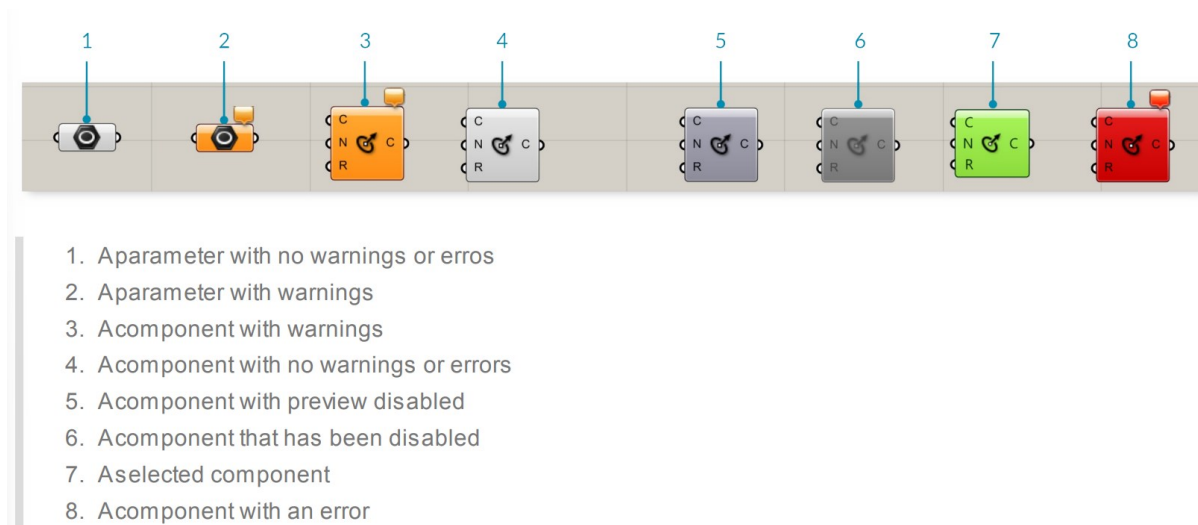 1 2 3 4 5 6 7 8
C C C C C C
N C N C N C N C N C N C
R R R R R R
1. Aparameter with no warnings or erros
2. Aparameter with warnings
3. Acomponent with warnings
4. Acomponent with no warnings or errors
5. Acomponent with preview disabled
6. Acomponent that has been disabled
7. Aselected component
8. Acomponent with an error